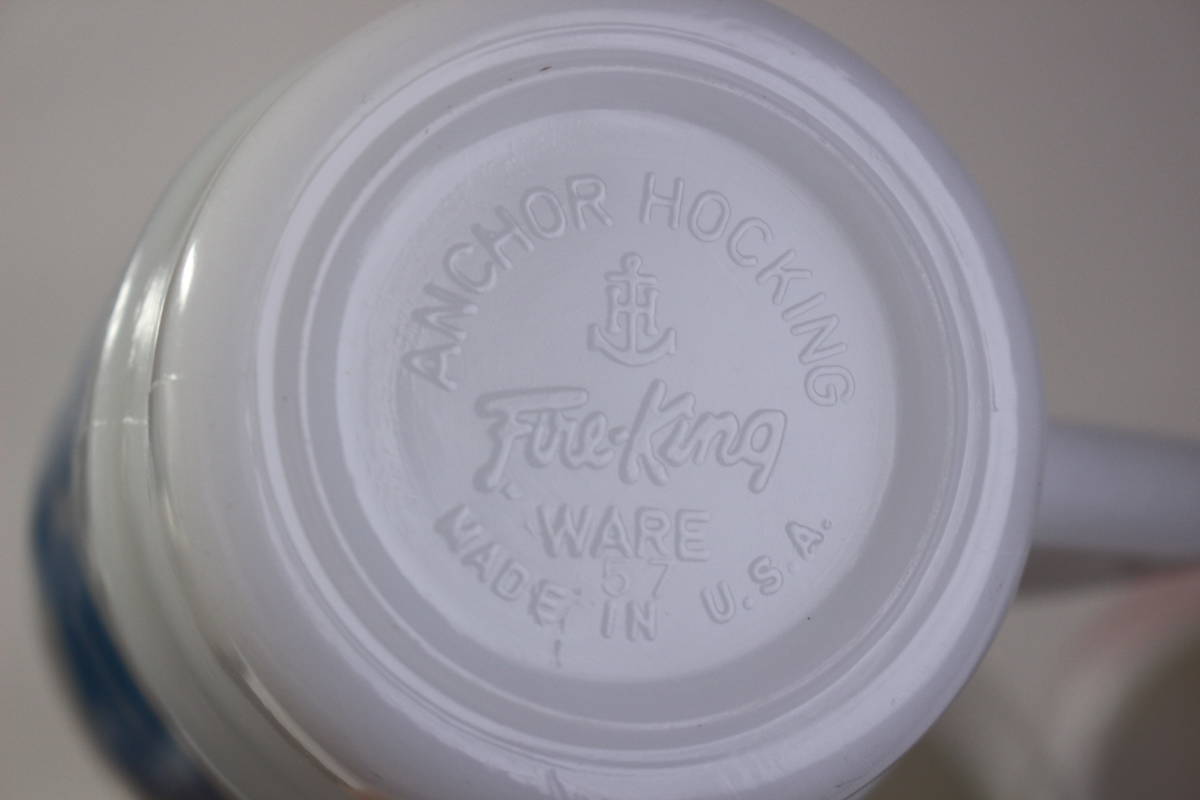 ANCHOR HOCKING
H
Fire-King
WARE
57
MADE IN U.S.A.